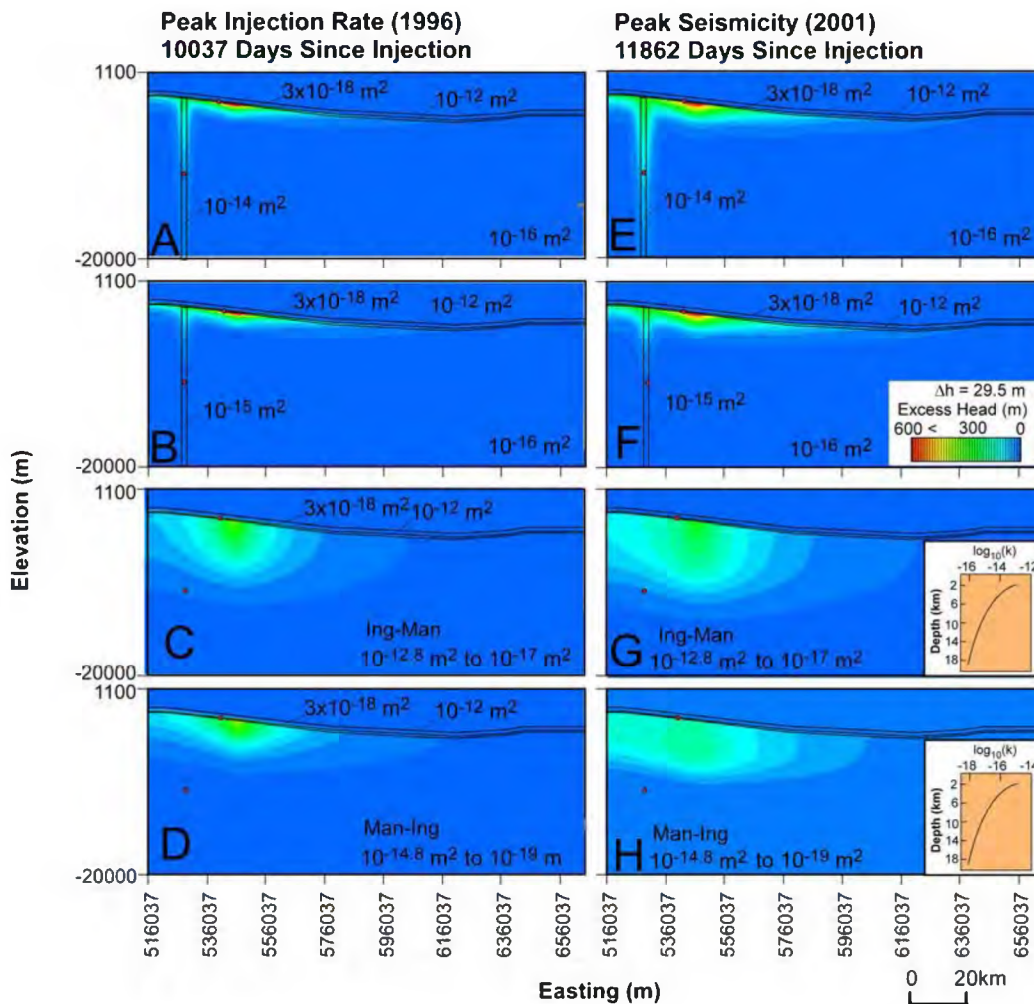 Peak Injection Rate (1996)
10037 Days Since Injection
Peak Seismicity (2001)
11862 Days Since Injection
Elevation (m)
1100
-20000
3x10⁻¹⁸ m²
10⁻¹² m²
10⁻¹⁴ m²
A
10⁻¹⁶ m²
3x10⁻¹⁸ m²
10⁻¹² m²
10⁻¹⁴ m²
E
10⁻¹⁶ m²
1100
-20000
3x10⁻¹⁸ m²
10⁻¹² m²
10⁻¹⁵ m²
B
10⁻¹⁶ m²
3x10⁻¹⁸ m²
10⁻¹² m²
10⁻¹⁵ m²
F
10⁻¹⁶ m²
Δh = 29.5 m
Excess Head (m)
600 < 300 0
1100
-20000
3x10⁻¹⁸ m²
10⁻¹² m²
C
Ing-Man
10⁻¹²·⁸ m² to 10⁻¹⁷ m²
G
Ing-Man
10⁻¹²·⁸ m² to 10⁻¹⁷ m²
log₁₀(k)
-16 -14 -12
Depth (km)
2
6
10
14
18
1100
-20000
3x10⁻¹⁸ m²
10⁻¹² m²
D
Man-Ing
10⁻¹⁴·⁸ m² to 10⁻¹⁹ m
H
Man-Ing
10⁻¹⁴·⁸ m² to 10⁻¹⁹ m²
log₁₀(k)
-18 -16 -14
Depth (km)
2
6
10
14
18
516037
536037
556037
576037
596037
616037
636037
656037
516037
536037
556037
576037
596037
616037
636037
656037
Easting (m)
0 20km